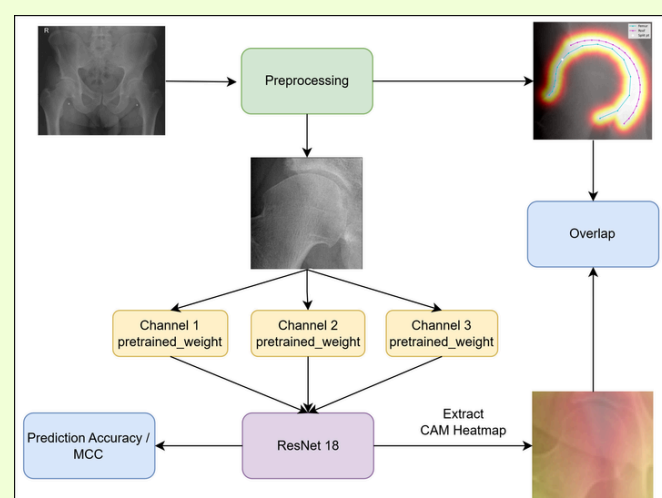 R
Preprocessing
Overlap
Channel 1
pretrained_weight
Channel 2
pretrained_weight
Channel 3
pretrained_weight
Prediction Accuracy /
MCC
ResNet 18
Extract
CAM Heatmap